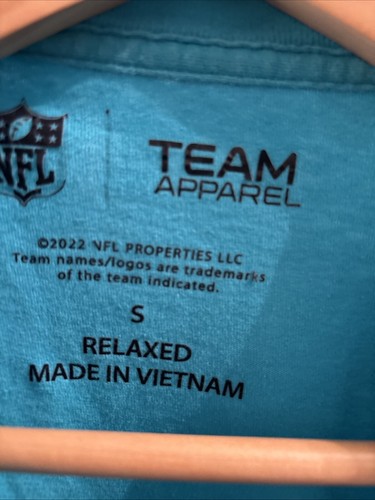 NFL
TEAM
APPAREL
©2022 NFL PROPERTIES LLC
Team names/logos are trademarks
of the team indicated.
S
RELAXED
MADE IN VIETNAM